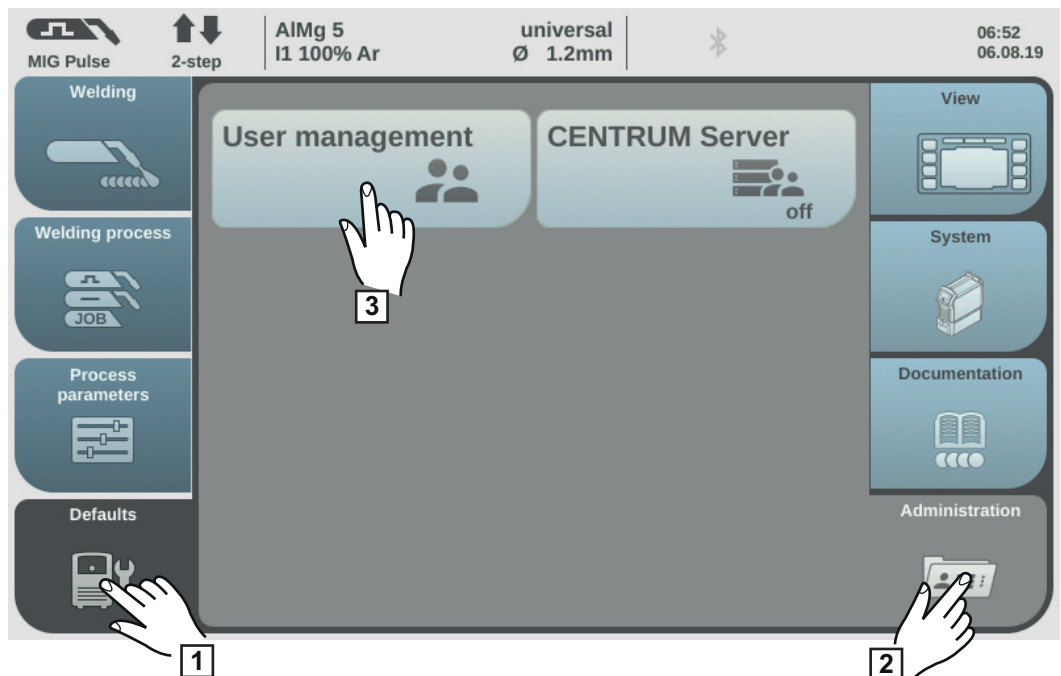 MIG Pulse
2-step
AlMg 5
I1 100% Ar
universal
Ø 1.2mm
06:52
06.08.19
Welding
Welding process
JOB
Process
parameters
Defaults
User management
CENTRUM Server
off
View
System
Documentation
Administration
3
1
2